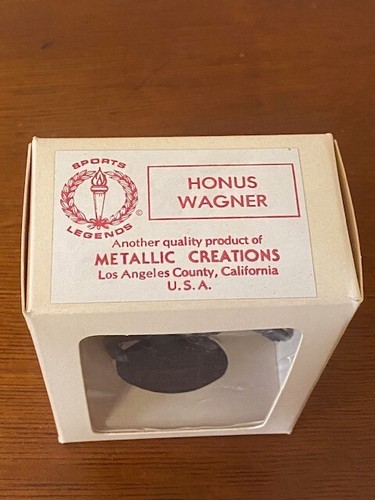 SPORTS
LEGENDS
©
HONUS
WAGNER
Another quality product of
METALLIC CREATIONS
Los Angeles County, California
U.S.A.